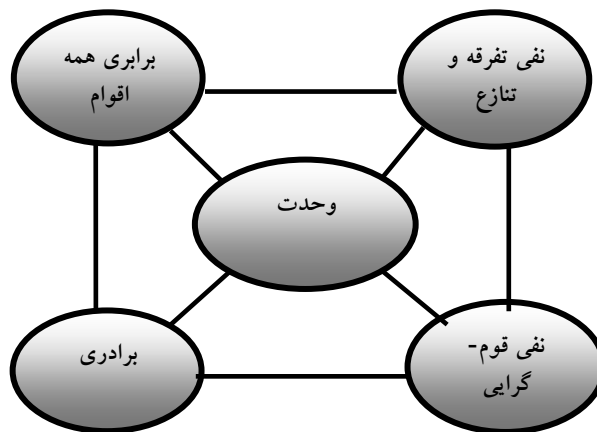 نفی تفرقه و
تنازع
برابری همه
اقوام
وحدت
نفی قوم-
گرایی
برادری